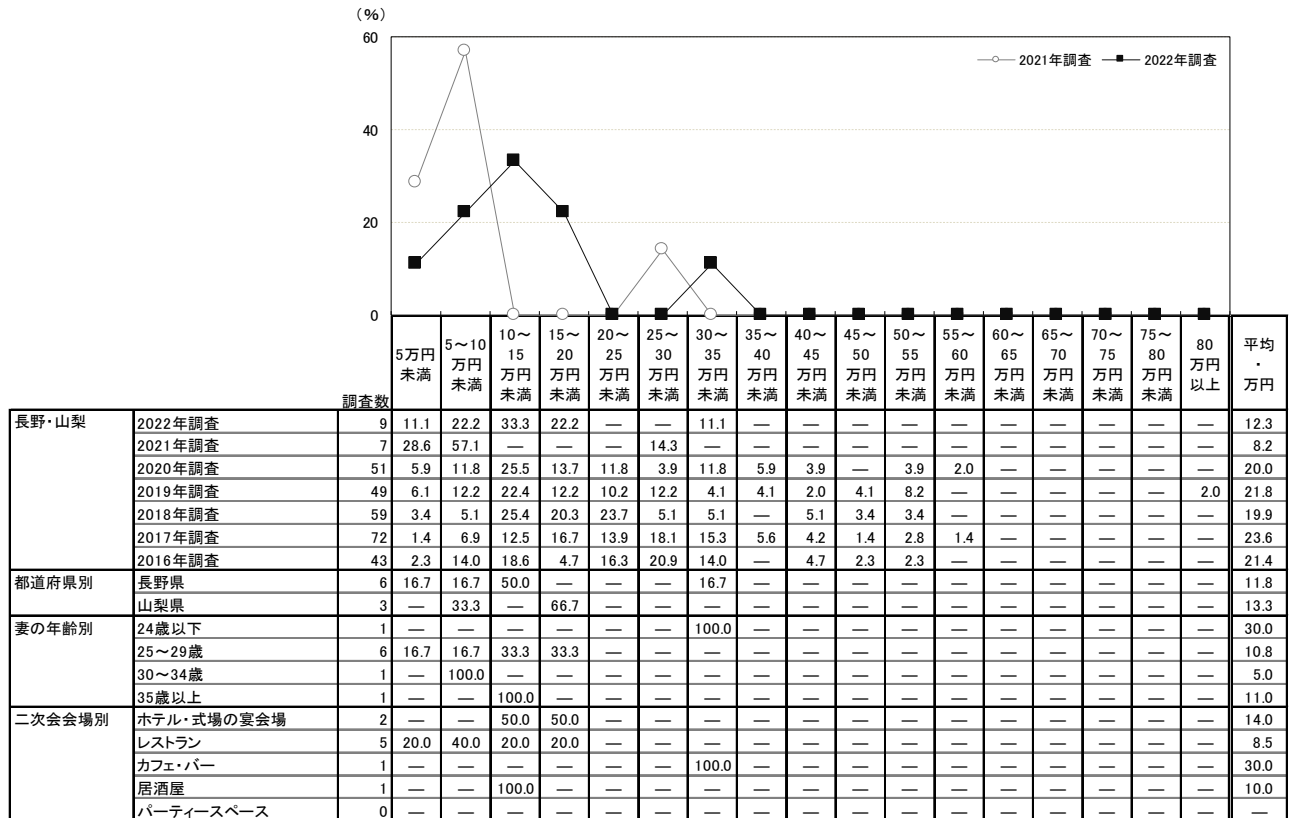 （%）
60
40
20
0
2021年調査 2022年調査
調査数 5万円未満 5～10万円未満 10～15万円未満 15～20万円未満 20～25万円未満 25～30万円未満 30～35万円未満 35～40万円未満 40～45万円未満 45～50万円未満 50～55万円未満 55～60万円未満 60～65万円未満 65～70万円未満 70～75万円未満 75～80万円未満 80万円以上 平均・万円
長野・山梨 2022年調査 9 11.1 22.2 33.3 22.2 — — 11.1 — — — — — — — — — — 12.3
2021年調査 7 28.6 57.1 — — — 14.3 — — — — — — — — — — — 8.2
2020年調査 51 5.9 11.8 25.5 13.7 11.8 3.9 11.8 5.9 3.9 — 3.9 2.0 — — — — — 20.0
2019年調査 49 6.1 12.2 22.4 12.2 10.2 12.2 4.1 4.1 2.0 4.1 8.2 — — — — — 2.0 21.8
2018年調査 59 3.4 5.1 25.4 20.3 23.7 5.1 5.1 — 5.1 3.4 3.4 — — — — — — 19.9
2017年調査 72 1.4 6.9 12.5 16.7 13.9 18.1 15.3 5.6 4.2 1.4 2.8 1.4 — — — — — 23.6
2016年調査 43 2.3 14.0 18.6 4.7 16.3 20.9 14.0 — 4.7 2.3 2.3 — — — — — — 21.4
都道府県別 長野県 6 16.7 16.7 50.0 — — — 16.7 — — — — — — — — — — 11.8
山梨県 3 — 33.3 — 66.7 — — — — — — — — — — — — — 13.3
妻の年齢別 24歳以下 1 — — — — — — 100.0 — — — — — — — — — — 30.0
25～29歳 6 16.7 16.7 33.3 33.3 — — — — — — — — — — — — — 10.8
30～34歳 1 — 100.0 — — — — — — — — — — — — — — — 5.0
35歳以上 1 — — 100.0 — — — — — — — — — — — — — — 11.0
二次会会場別 ホテル・式場の宴会場 2 — — 50.0 50.0 — — — — — — — — — — — — — 14.0
レストラン 5 20.0 40.0 20.0 20.0 — — — — — — — — — — — — — 8.5
カフェ・バー 1 — — — — — — 100.0 — — — — — — — — — — 30.0
居酒屋 1 — — 100.0 — — — — — — — — — — — — — — 10.0
パーティースペース 0 — — — — — — — — — — — — — — — — — —